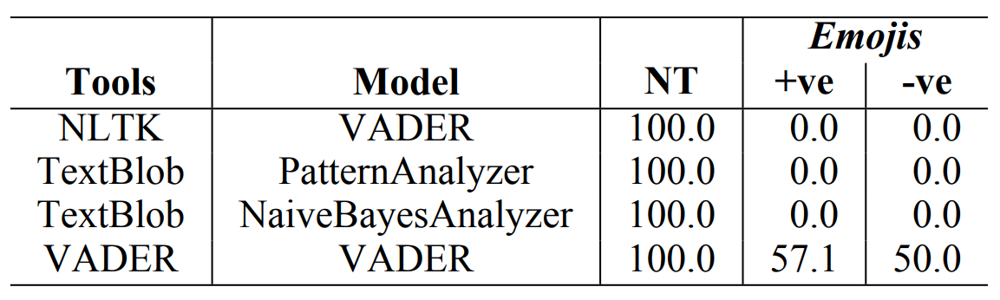 Emojis
Tools Model NT +ve -ve
NLTK VADER 100.0 0.0 0.0
TextBlob PatternAnalyzer 100.0 0.0 0.0
TextBlob NaiveBayesAnalyzer 100.0 0.0 0.0
VADER VADER 100.0 57.1 50.0